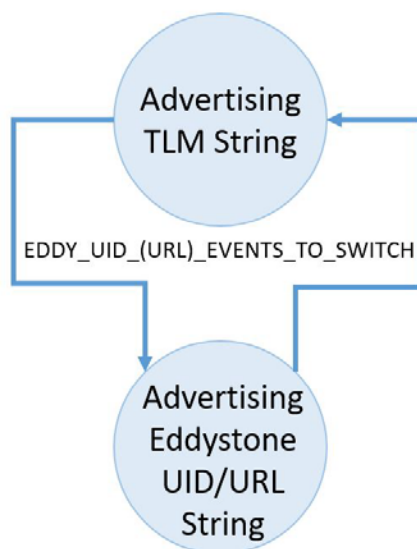 Advertising
TLM String
EDDY_UID_(URL)_EVENTS_TO_SWITCH
Advertising
Eddystone
UID/URL
String